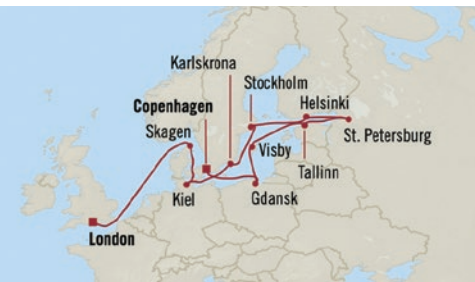 Karlskrona
Stockholm
Copenhagen
Helsinki
Skagen
St. Petersburg
Visby
Tallinn
Kiel
Gdansk
London